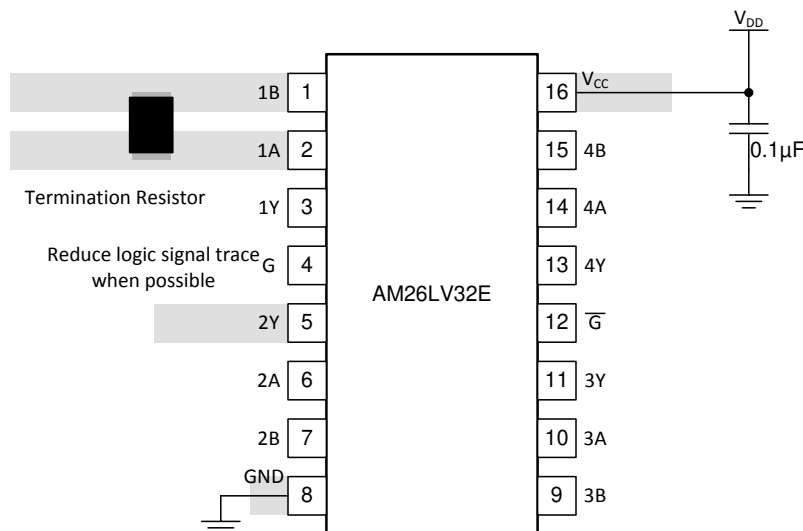 V_DD
1B 1 16 V_CC
1A 2 15 4B
0.1µF
Termination Resistor
1Y 3 14 4A
Reduce logic signal trace
when possible
G 4 13 4Y
AM26LV32E
2Y 5 12 G̅
2A 6 11 3Y
2B 7 10 3A
GND 8 9 3B